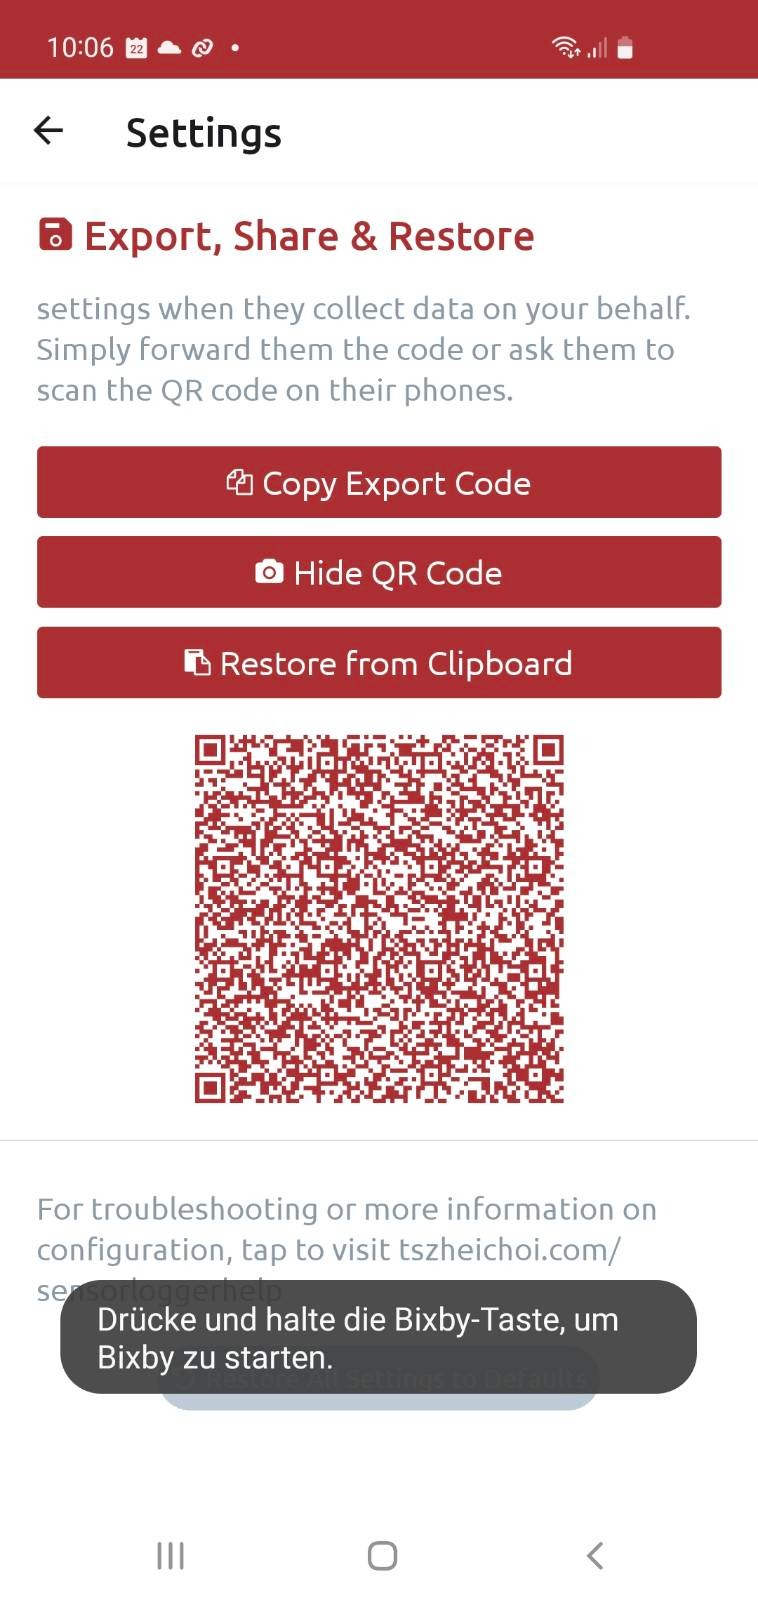 10:06 22
Settings
Export, Share & Restore
settings when they collect data on your behalf.
Simply forward them the code or ask them to
scan the QR code on their phones.
Copy Export Code
Hide QR Code
Restore from Clipboard
For troubleshooting or more information on
configuration, tap to visit tszheichoi.com/
sensorloggerhelp
Drücke und halte die Bixby-Taste, um
Bixby zu starten.
Restore All Settings to Defaults